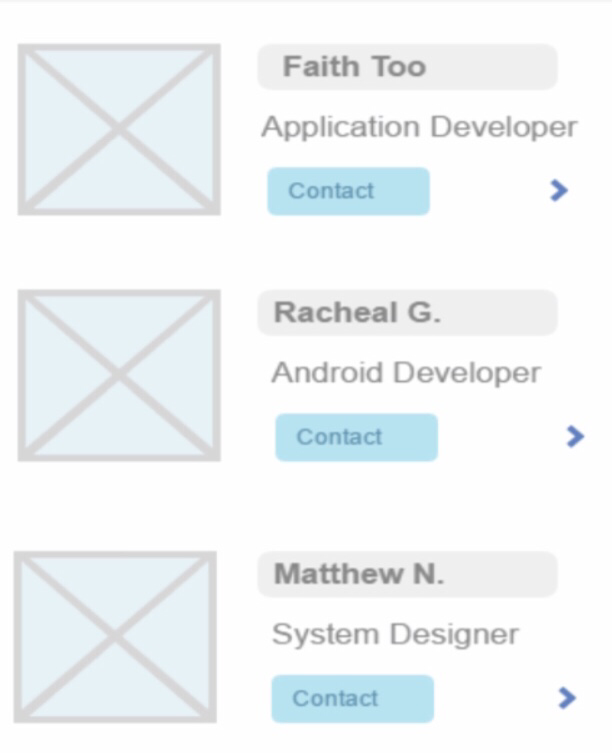 Faith Too
Application Developer
Contact
Racheal G.
Android Developer
Contact
Matthew N.
System Designer
Contact